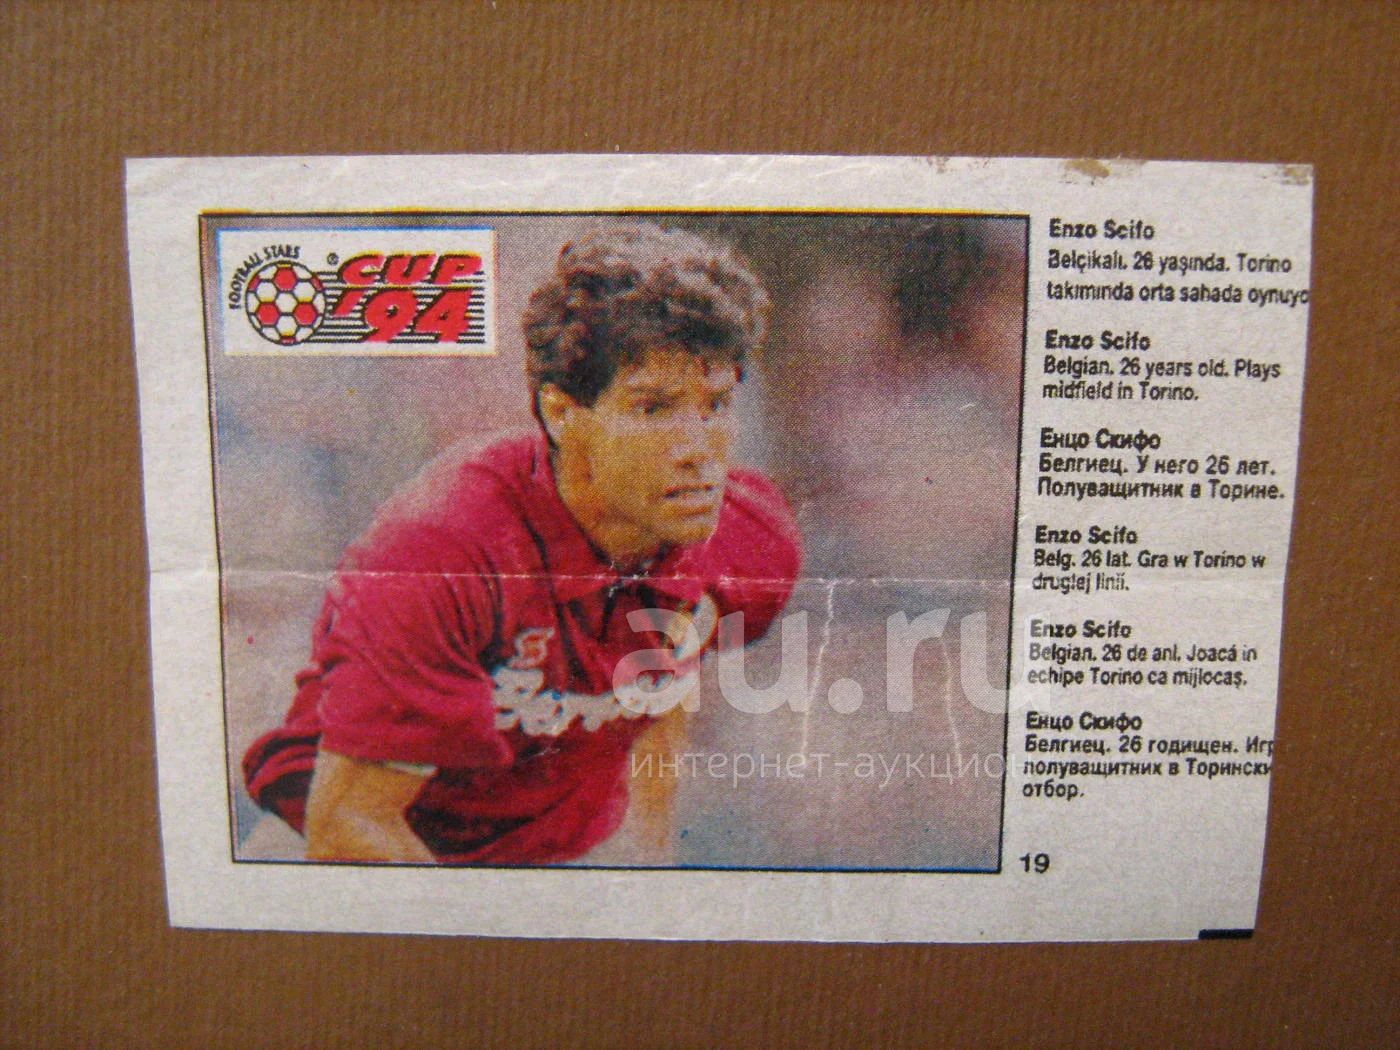 FOOTBALL STARS
® CUP
'94
Enzo Scifo
Belçikalı. 26 yaşında. Torino
takımında orta sahada oynuyo
Enzo Scifo
Belgian. 26 years old. Plays
midfield in Torino.
Енцо Скифо
Белгиец. У него 26 лет.
Полуващитник в Торине.
Enzo Scifo
Belg. 26 lat. Gra w Torino w
drugiej linii.
Enzo Scifo
Belgian. 26 de ani. Joacă in
echipe Torino ca mijlocaş.
Енцо Скифо
Белгиец. 26 годищен. Игр
полуващитник в Торински
отбор.
19
au.ru
интернет-аукцион